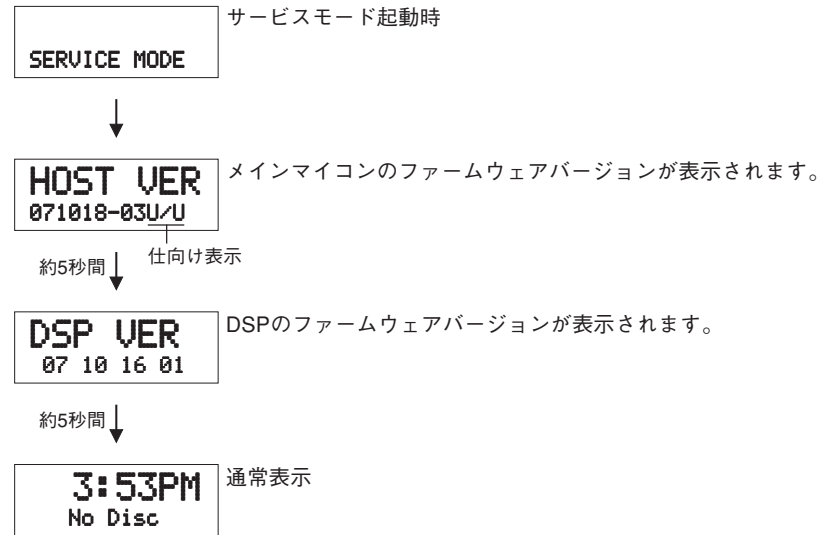 サービスモード起動時
SERVICE MODE
HOST VER
メインマイコンのファームウェアバージョンが表示されます。
071018-03U/U
仕向け表示
約5秒間
DSP VER
DSPのファームウェアバージョンが表示されます。
07 10 16 01
約5秒間
3:53PM
通常表示
No Disc